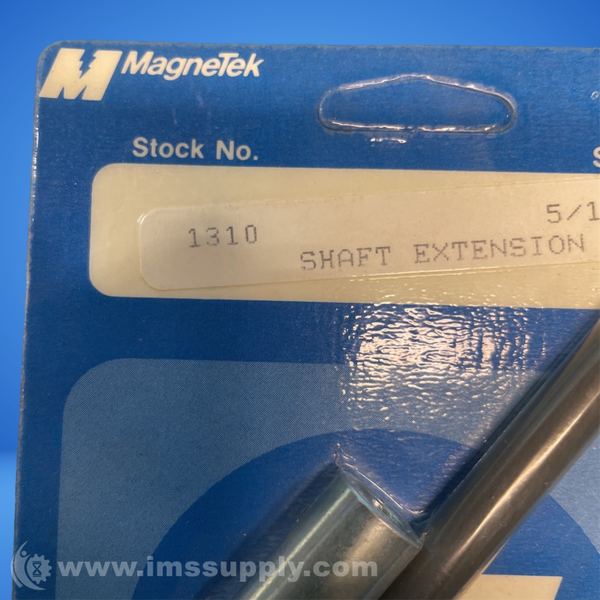 MagneTek
Stock No.
5/1
1310
SHAFT EXTENSION
www.imssupply.com